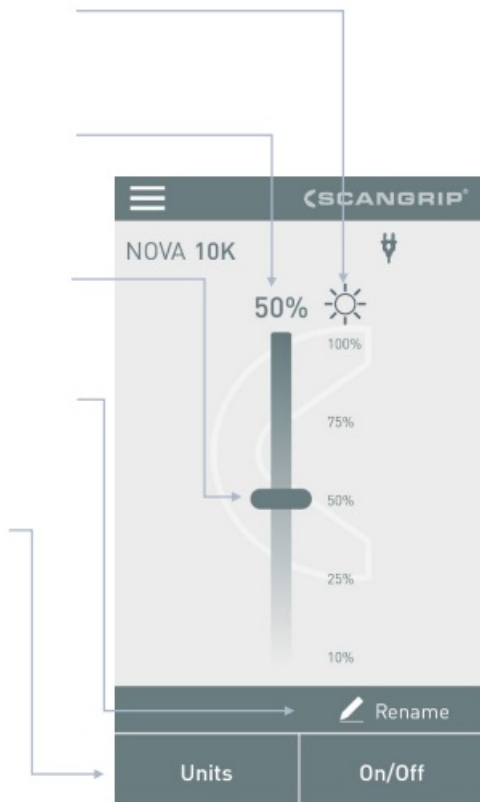 SCANGRIP®
NOVA 10K
50%
100%
75%
50%
25%
10%
Rename
Units On/Off